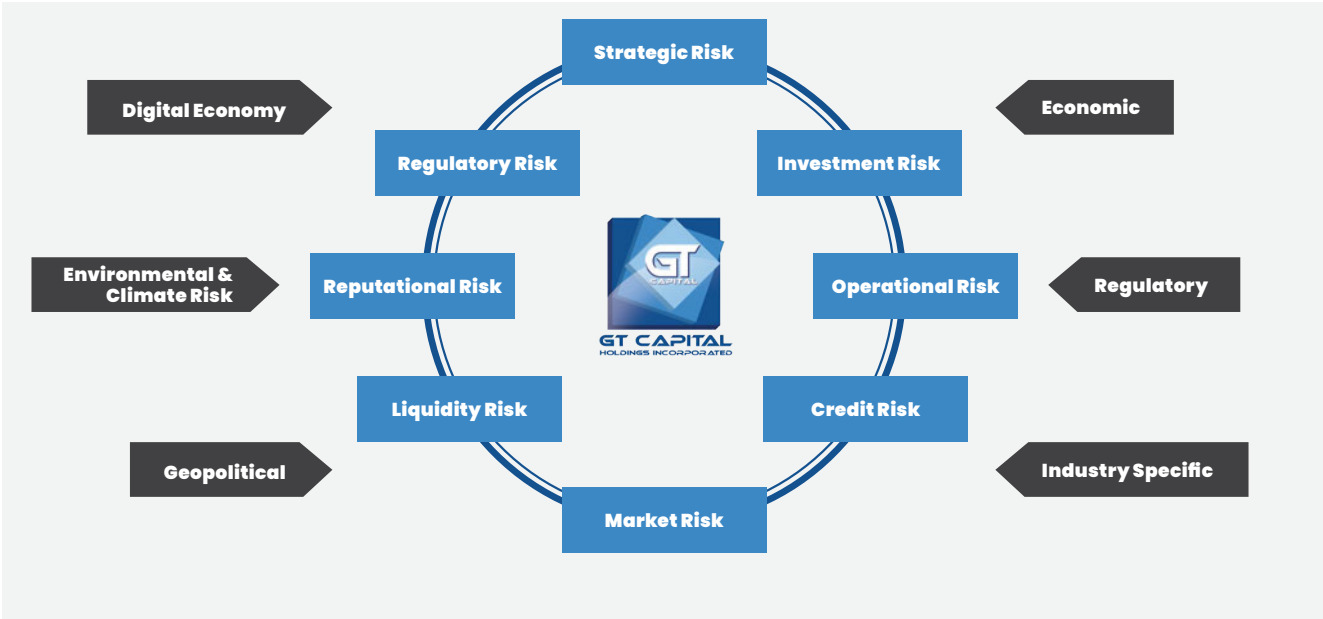 Strategic Risk
Digital Economy
Economic
Regulatory Risk
Investment Risk
GT
CAPITAL
Environmental &
Climate Risk
Reputational Risk
Operational Risk
Regulatory
GT CAPITAL
HOLDINGS INCORPORATED
Liquidity Risk
Credit Risk
Geopolitical
Industry Specific
Market Risk